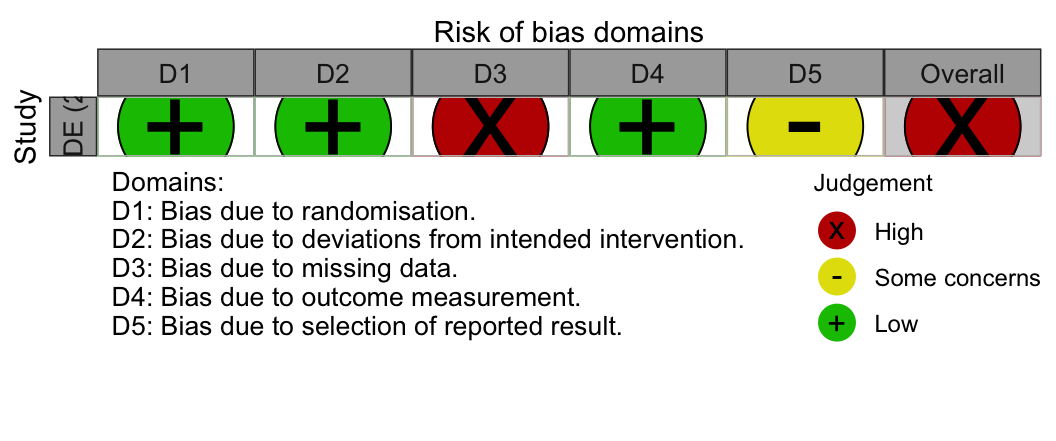 Risk of bias domains
D1 D2 D3 D4 D5 Overall
Study
DE
+ + X + - X
Domains:
D1: Bias due to randomisation.
D2: Bias due to deviations from intended intervention.
D3: Bias due to missing data.
D4: Bias due to outcome measurement.
D5: Bias due to selection of reported result.
Judgement
X High
- Some concerns
+ Low